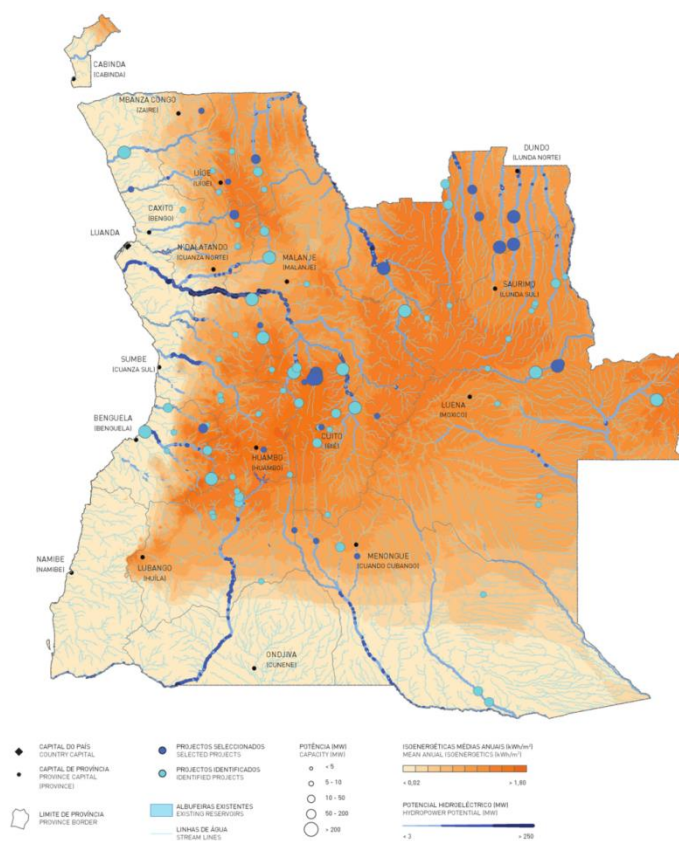 CABINDA
(CABINDA)
MBANZA CONGO
(ZAIRE)
DUNDO
(LUNDA NORTE)
UÍGE
(UÍGE)
CAXITO
(BENGO)
LUANDA
N'DALATANDO
(CUANZA NORTE)
MALANJE
(MALANJE)
SAURIMO
(LUNDA SUL)
SUMBE
(CUANZA SUL)
LUENA
(MOXICO)
BENGUELA
(BENGUELA)
CUITO
(BIÉ)
HUAMBO
(HUAMBO)
NAMIBE
(NAMIBE)
LUBANGO
(HUÍLA)
MENONGUE
(CUANDO CUBANGO)
ONDJIVA
(CUNENE)
CAPITAL DO PAÍS
COUNTRY CAPITAL
CAPITAL DE PROVÍNCIA
PROVINCE CAPITAL
(PROVINCE)
LIMITE DE PROVÍNCIA
PROVINCE BORDER
PROJECTOS SELECCIONADOS
SELECTED PROJECTS
PROJECTOS IDENTIFICADOS
IDENTIFIED PROJECTS
ALBUFEIRAS EXISTENTES
EXISTING RESERVOIRS
LINHAS DE ÁGUA
STREAM LINES
POTÊNCIA (MW)
CAPACITY (MW)
< 5
5 - 10
10 - 50
50 - 200
> 200
ISOENERGÉTICAS MÉDIAS ANUAIS (kWh/m²)
MEAN ANUAL ISOENERGETICS (kWh/m²)
< 0,02 > 1,80
POTENCIAL HIDROELÉCTRICO (MW)
HYDROPOWER POTENTIAL (MW)
< 3 > 250